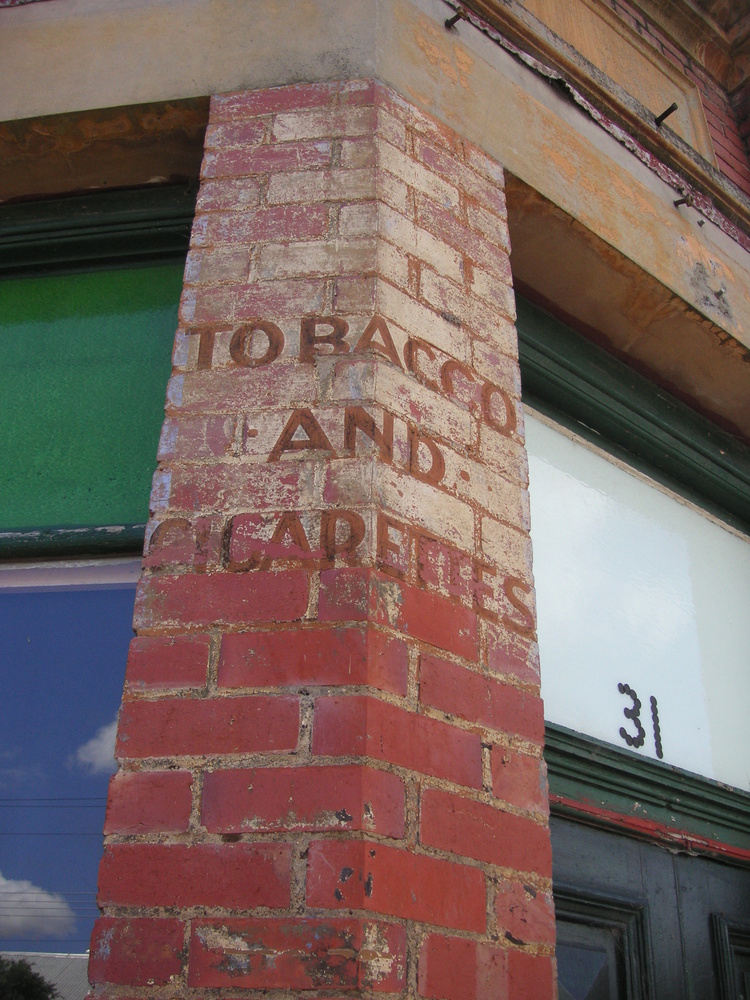 TOBACCO
AND
CIGARETTES
31